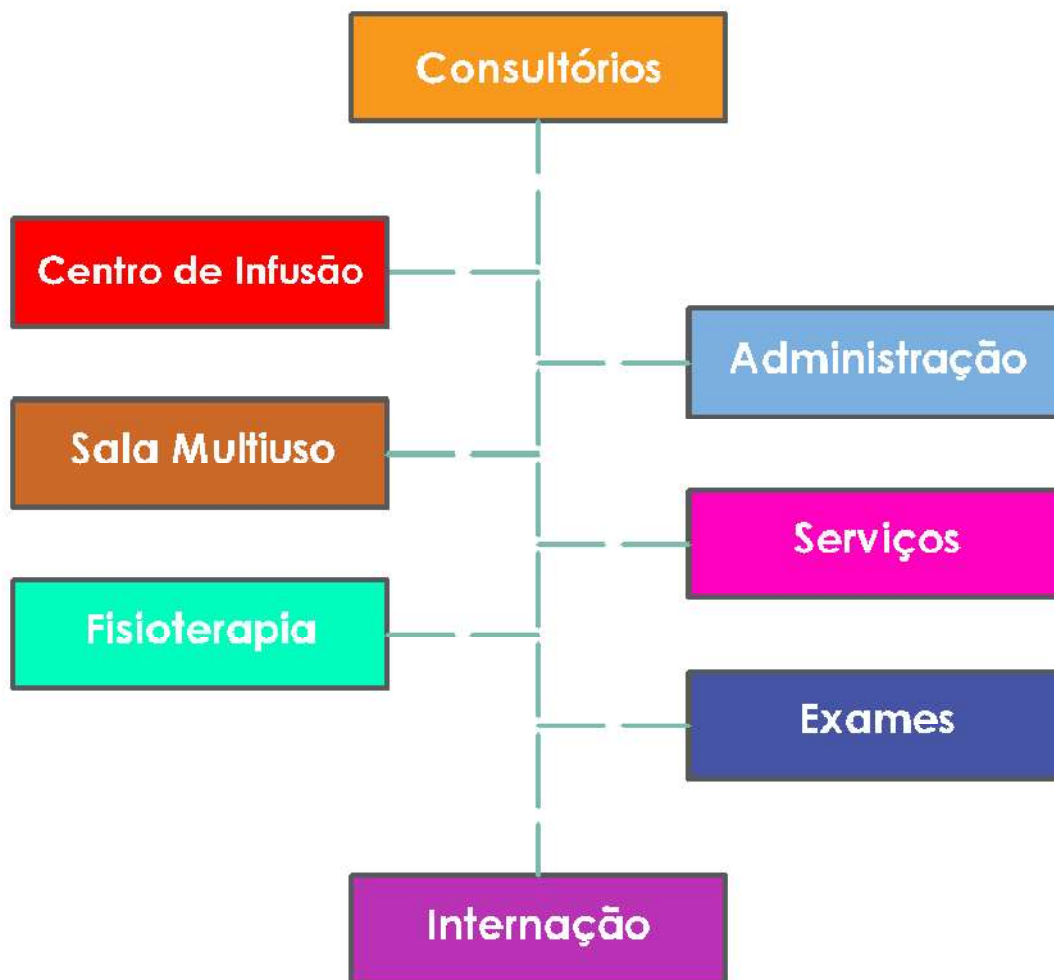 Consultórios
Centro de Infusão
Administração
Sala Multiuso
Serviços
Fisioterapia
Exames
Internação